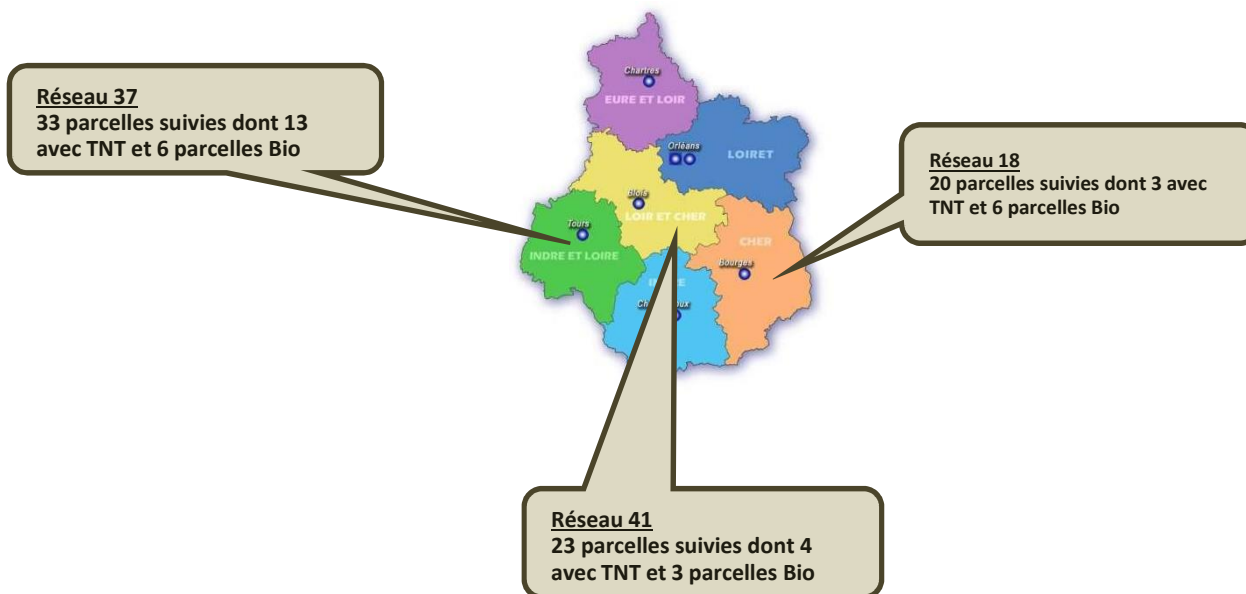 Chartres
EURE ET LOIR
Réseau 37
33 parcelles suivies dont 13
avec TNT et 6 parcelles Bio
Orléans
LOIRET
Réseau 18
20 parcelles suivies dont 3 avec
TNT et 6 parcelles Bio
Blois
LOIR ET CHER
Tours
INDRE ET LOIRE
CHER
Bourges
Réseau 41
23 parcelles suivies dont 4
avec TNT et 3 parcelles Bio